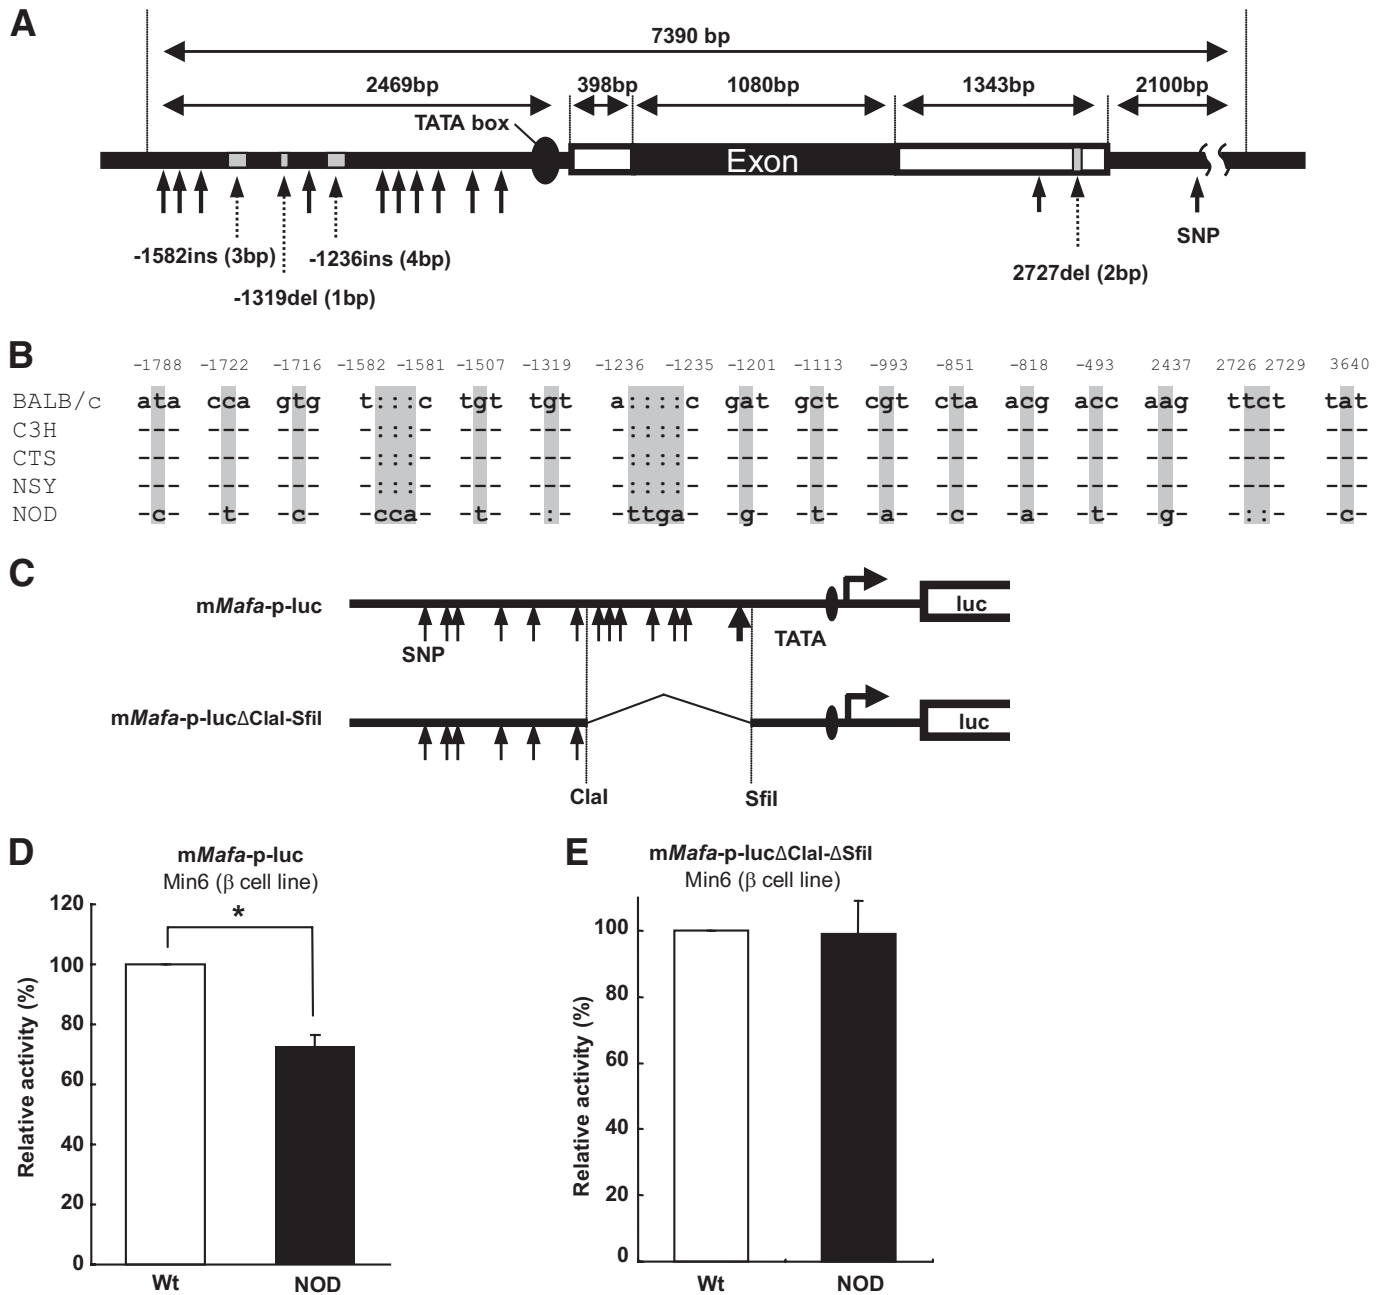 A
7390 bp
2469bp 398bp 1080bp 1343bp 2100bp
TATA box
Exon
-1582ins (3bp) -1236ins (4bp) SNP
-1319del (1bp) 2727del (2bp)
B
-1788 -1722 -1716 -1582 -1581 -1507 -1319 -1236 -1235 -1201 -1113 -993 -851 -818 -493 2437 2726 2729 3640
BALB/c ata cca gtg t:::c tgt tgt a::::c gat gct cgt cta acg acc aag ttct tat
C3H --- --- --- -:::- --- --- -::::- --- --- --- --- --- --- --- ---- ---
CTS --- --- --- -:::- --- --- -::::- --- --- --- --- --- --- --- ---- ---
NSY --- --- --- -:::- --- --- -::::- --- --- --- --- --- --- --- ---- ---
NOD -c- -t- -c- -cca- -t- -:- -ttga- -g- -t- -a- -c- -a- -t- -g- -::- -c-
C
mMafa-p-luc luc
SNP TATA
mMafa-p-lucΔClaI-SfiI luc
ClaI SfiI
D
mMafa-p-luc
Min6 (β cell line)
*
Relative activity (%)
120
100
80
60
40
20
0
Wt NOD
E
mMafa-p-lucΔClaI-ΔSfiI
Min6 (β cell line)
Relative activity (%)
100
80
60
40
20
0
Wt NOD